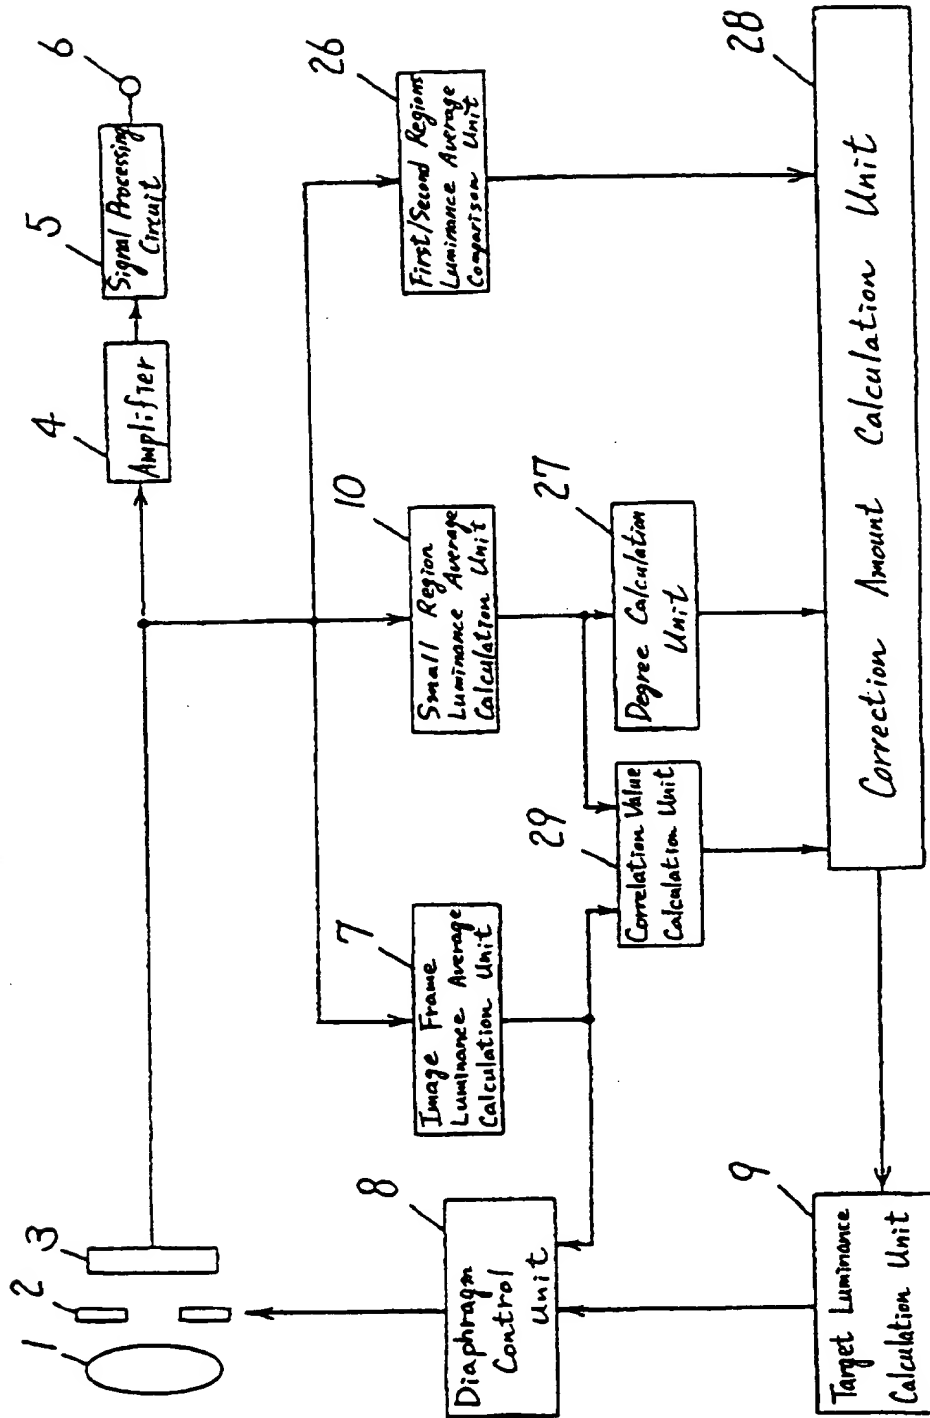 1
2
3
4
Amplifier
5
Signal Processing
Circuit
6
7
Image Frame
Luminance Average
Calculation Unit
10
Small Region
Luminance Average
Calculation Unit
26
First/Second Regions
Luminance Average
Comparison Unit
8
Diaphragm
Control
Unit
29
Correlation Value
Calculation Unit
27
Degree Calculation
Unit
9
Target Luminance
Calculation Unit
28
Correction Amount Calculation Unit